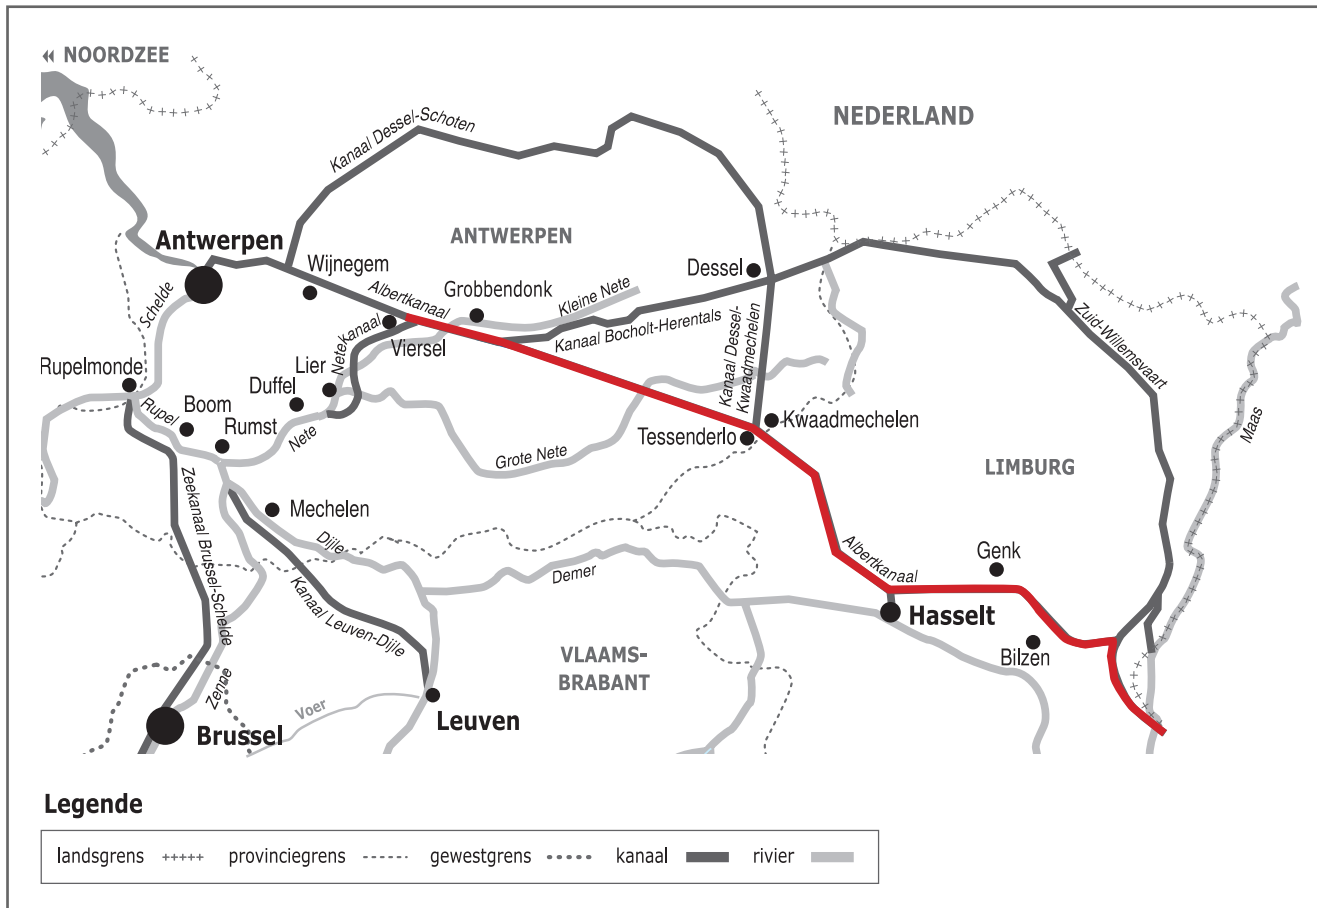 NOORDZEE
NEDERLAND
Kanaal Dessel-Schoten
Antwerpen
ANTWERPEN
Wijnegem
Dessel
Albertkanaal
Grobbendonk
Kleine Nete
Schelde
Netekanaal
Viersel
Kanaal Bocholt-Herentals
Kanaal Dessel-
Kwaadmechelen
Zuid-Willemsvaart
Rupelmonde
Lier
Duffel
Boom
Rupel
Rumst
Nete
Grote Nete
Tessenderlo
Kwaadmechelen
Maas
LIMBURG
Zeekanaal Brussel-Schelde
Mechelen
Dijle
Demer
Albertkanaal
Genk
Hasselt
Kanaal Leuven-Dijle
Bilzen
VLAAMS-
BRABANT
Zenne
Voer
Leuven
Brussel
Legende
landsgrens provinciegrens gewestgrens kanaal rivier